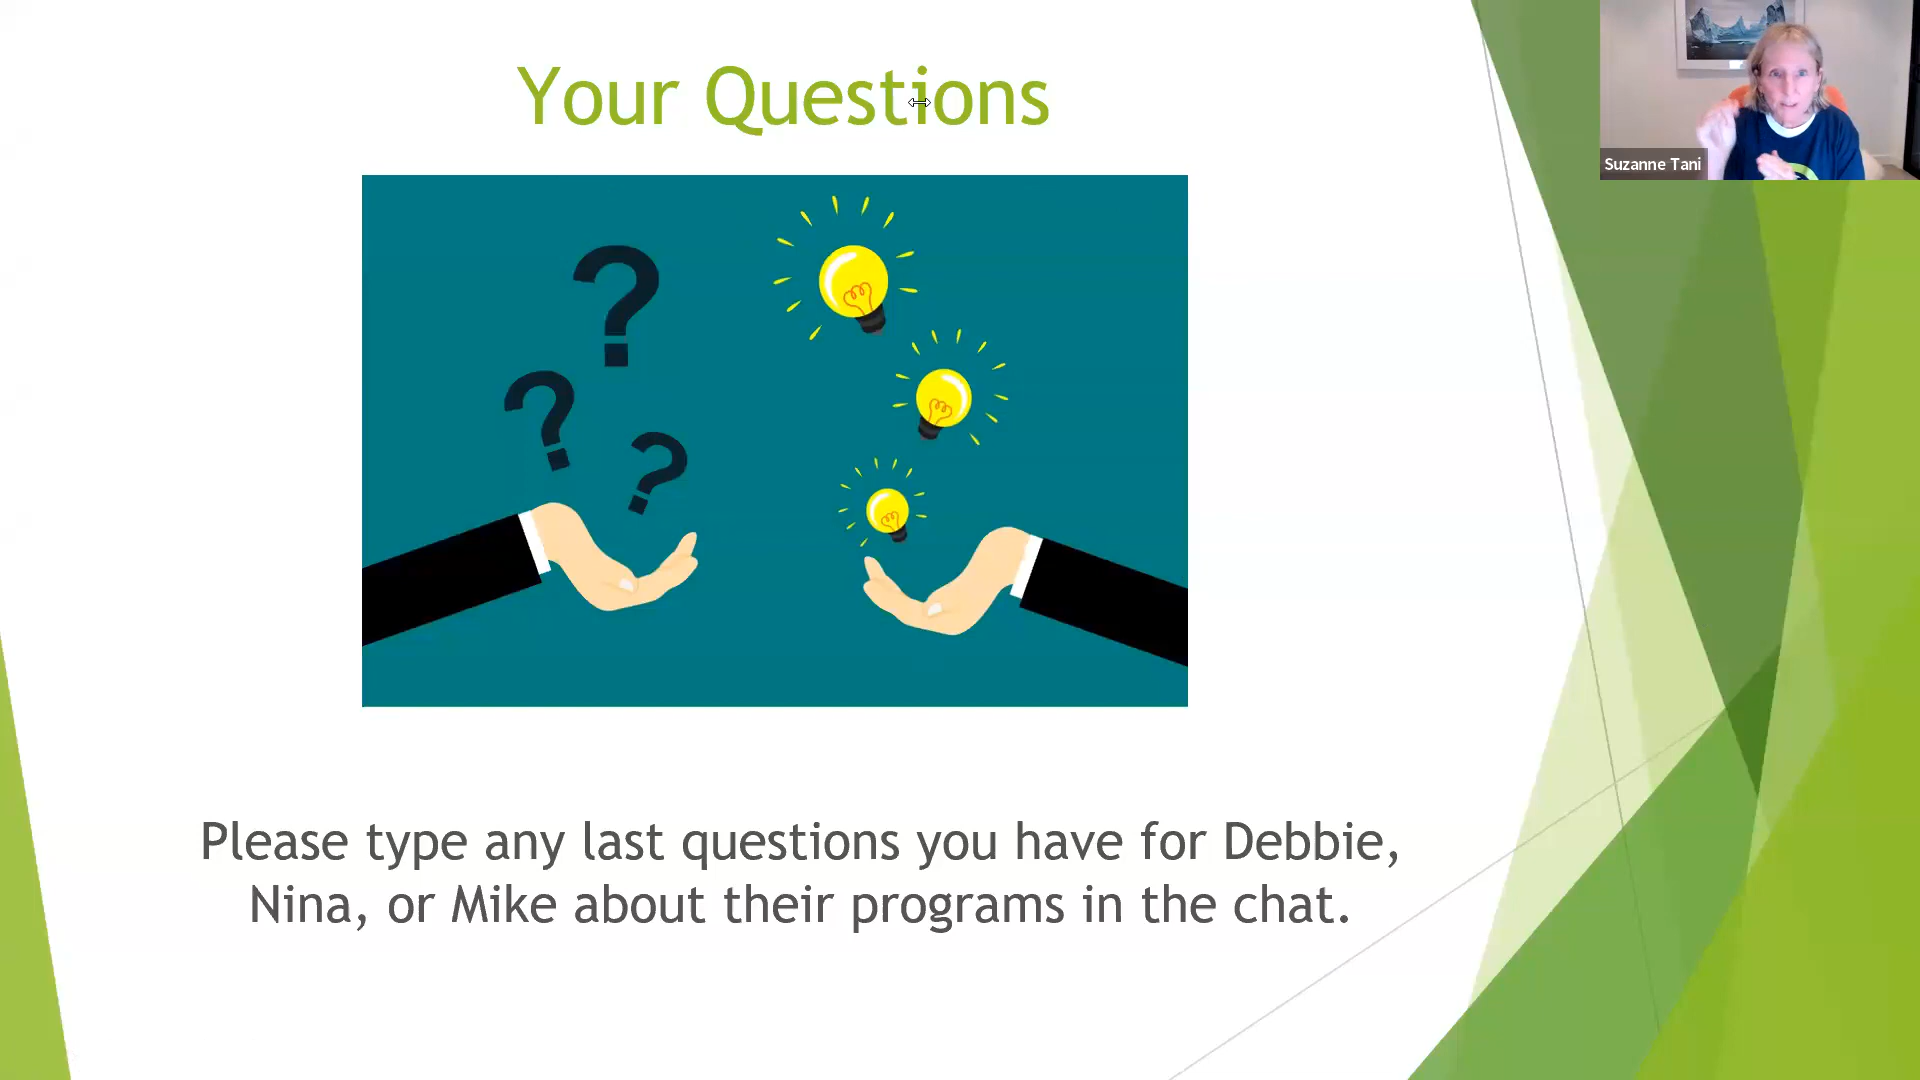 Your Questions
Suzanne Tani
? ? ?
Please type any last questions you have for Debbie,
Nina, or Mike about their programs in the chat.